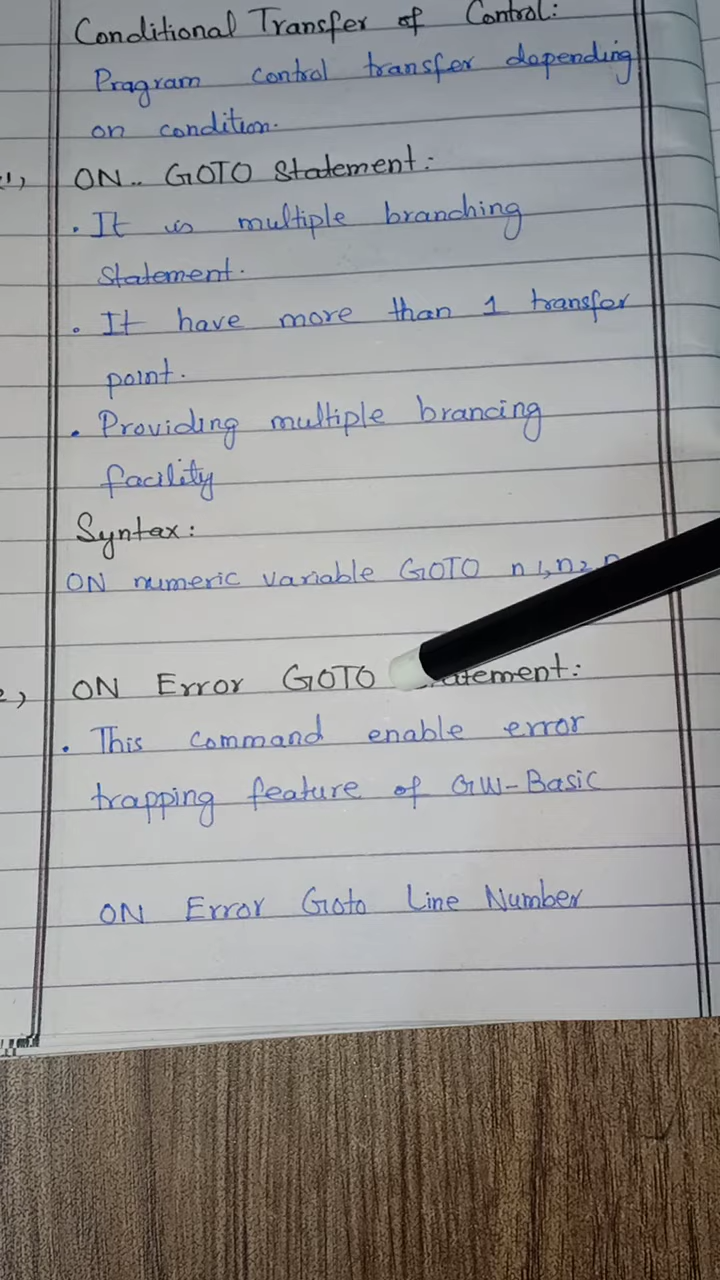 Conditional Transfer of Control:
Program control transfer depending
on condition.
1) ON.. GOTO Statement:
. It is multiple branching
statement.
. It have more than 1 transfer
point.
. Providing multiple brancing
facility
Syntax:
ON numeric variable GOTO n1,n2,
2) ON Error GOTO
. This command enable error
trapping feature of GW-Basic
ON Error Goto Line Number